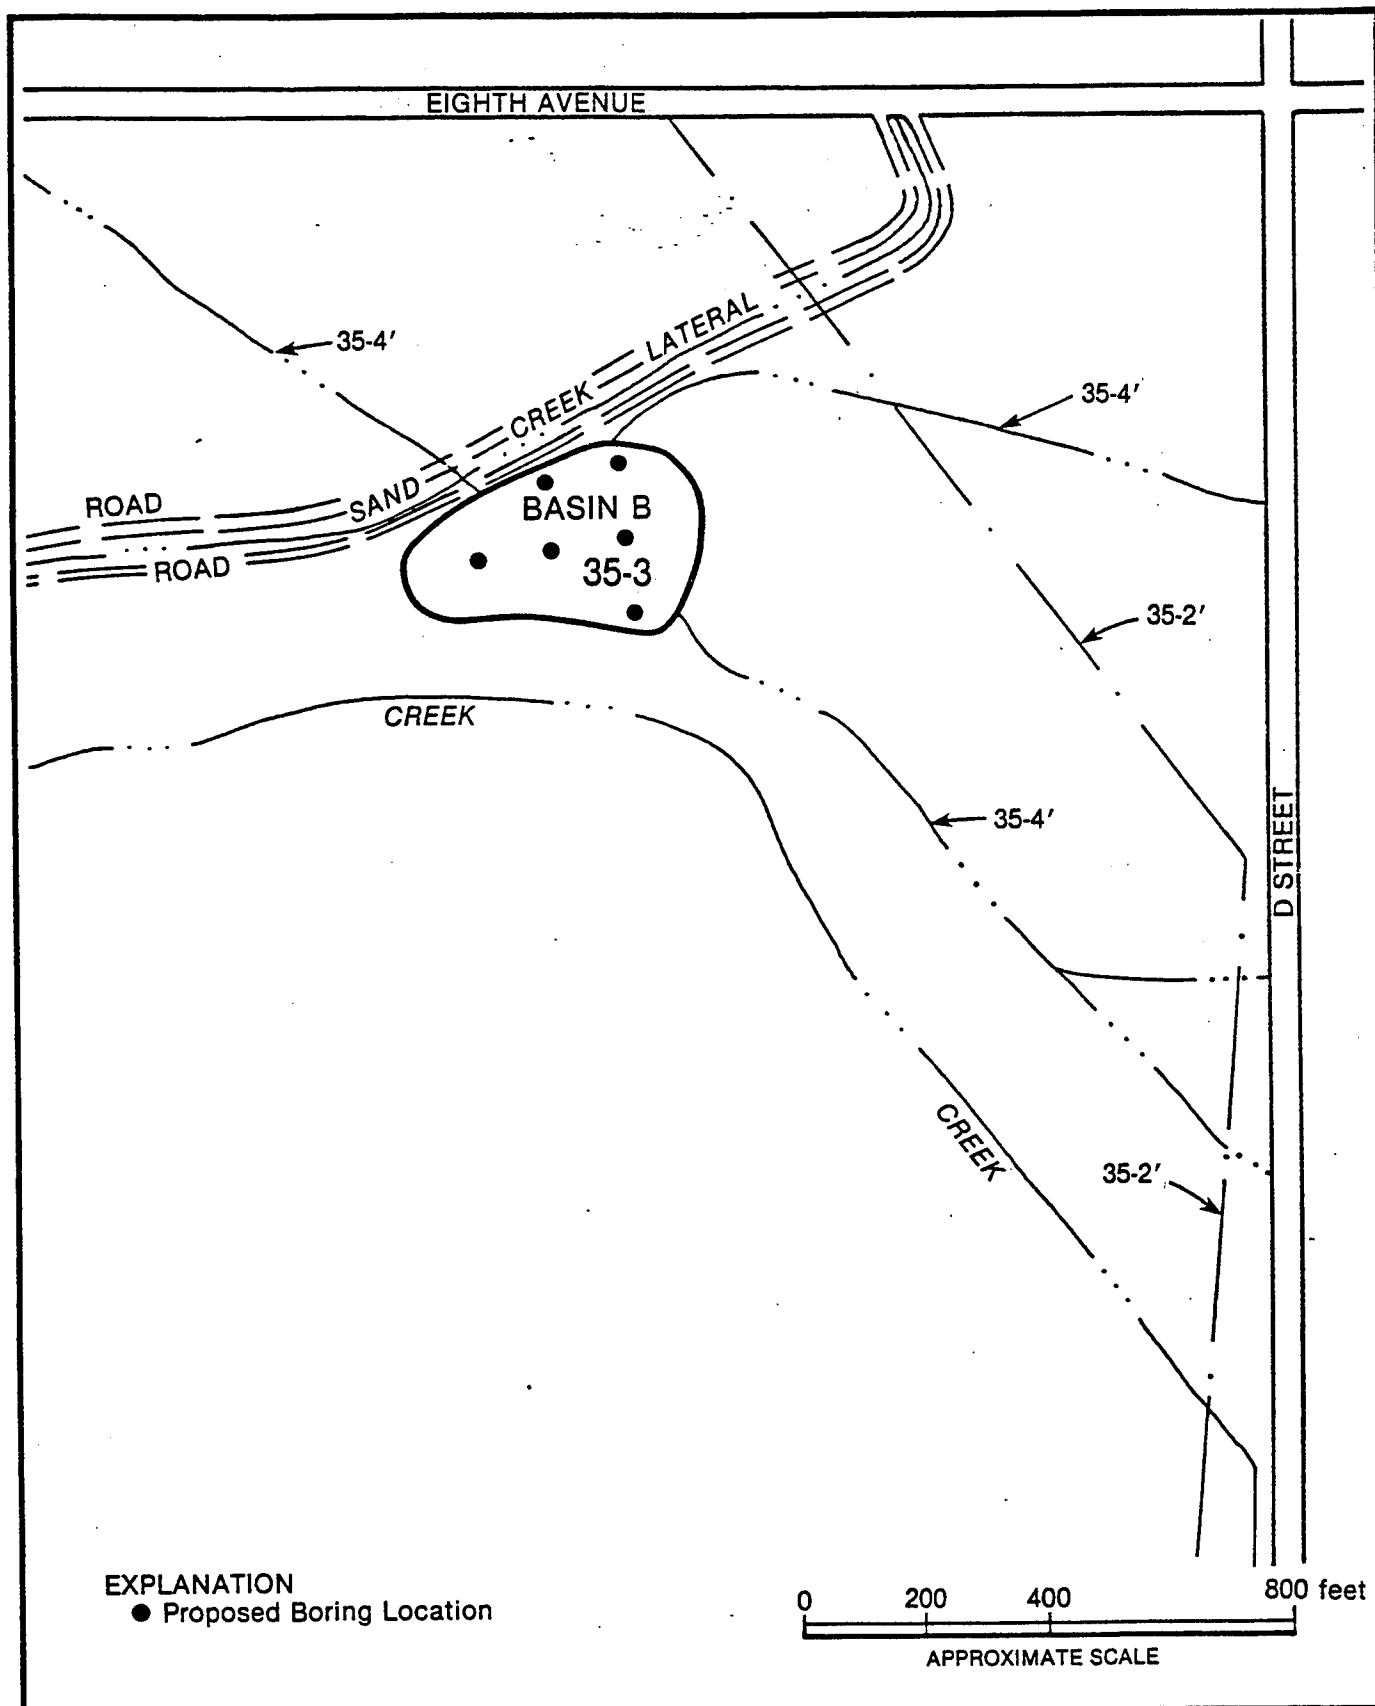 EIGHTH AVENUE
35-4′
SAND CREEK LATERAL
35-4′
ROAD
ROAD
BASIN B
35-3
35-2′
CREEK
35-4′
D STREET
CREEK
35-2′
EXPLANATION
● Proposed Boring Location
0 200 400 800 feet
APPROXIMATE SCALE